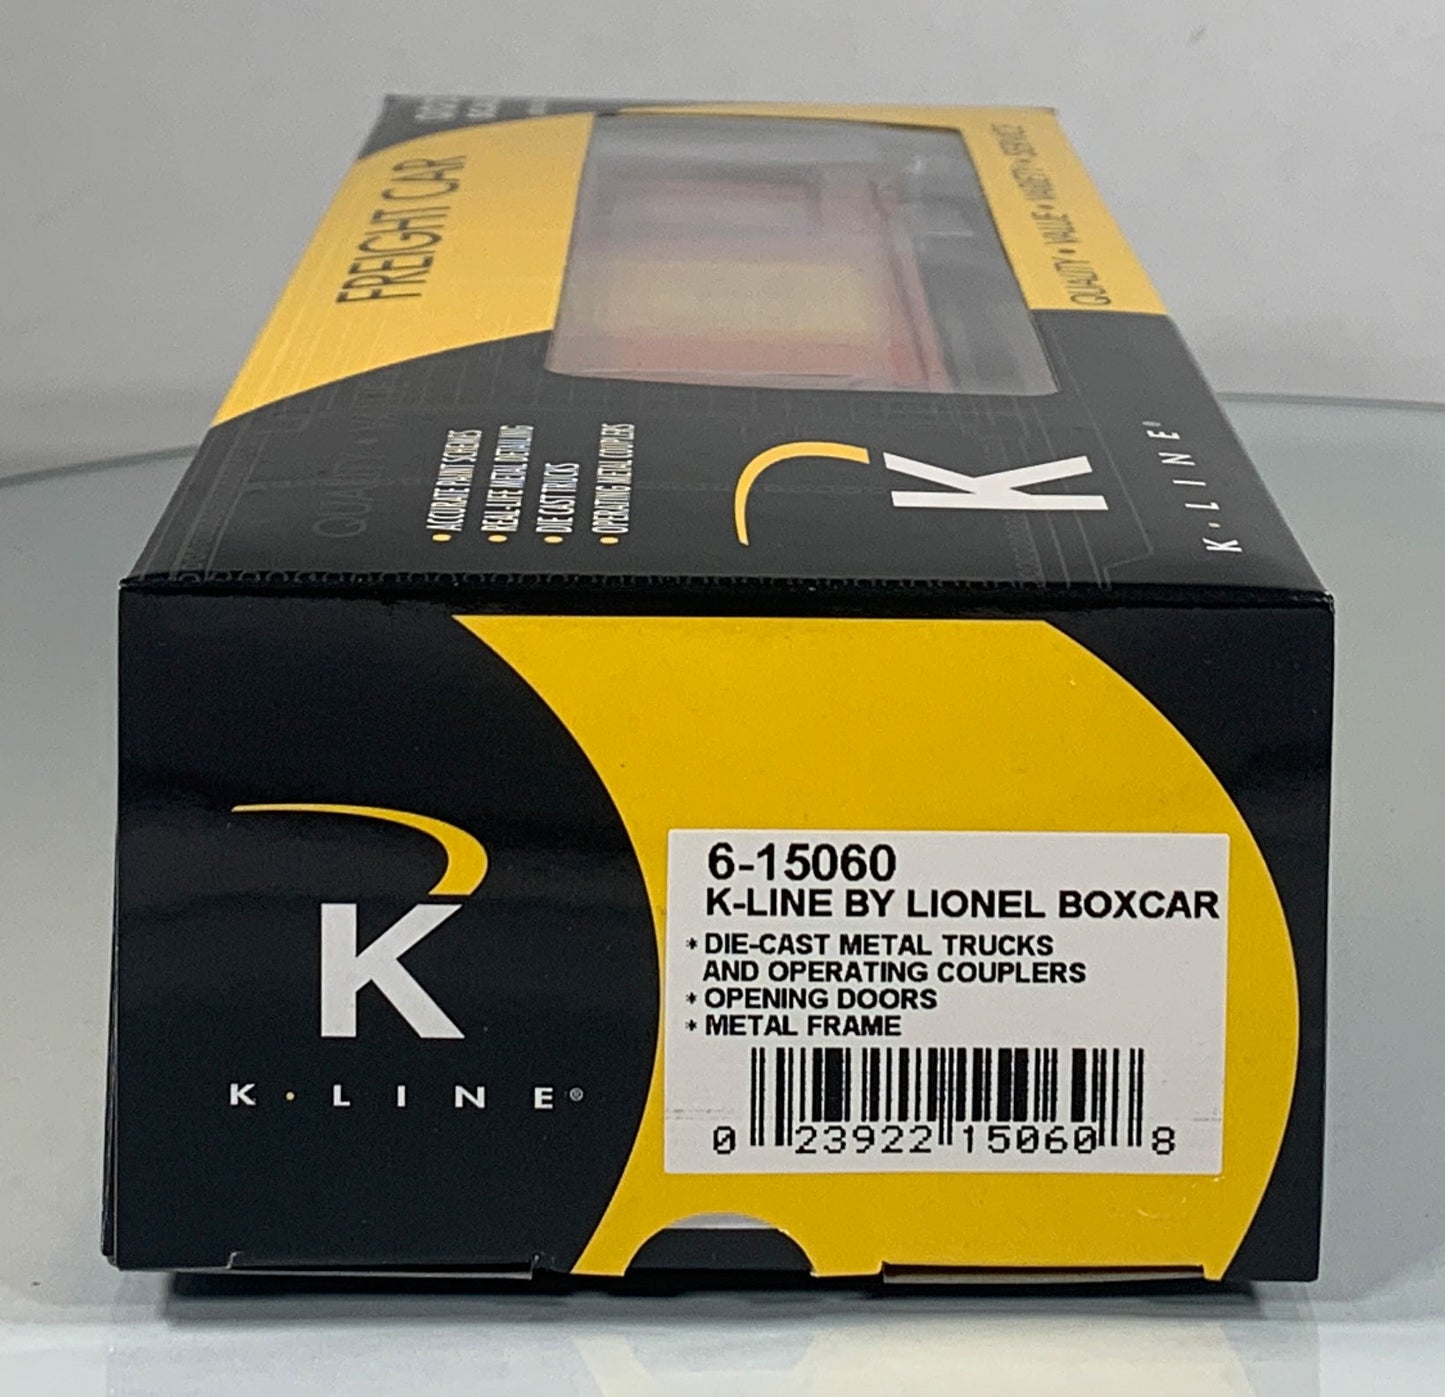 FREIGHT CAR
QUALITY • VALUE • VARIETY • SERVICE
• ACCURATE PAINT SCHEMES
• REAL-LIFE METAL DETAILING
• DIE CAST TRUCKS
• OPERATING METAL COUPLERS
QUALITY • VALUE
K
K·LINE®
K
K·LINE®
6-15060
K-LINE BY LIONEL BOXCAR
* DIE-CAST METAL TRUCKS
AND OPERATING COUPLERS
* OPENING DOORS
* METAL FRAME
0 23922 15060 8